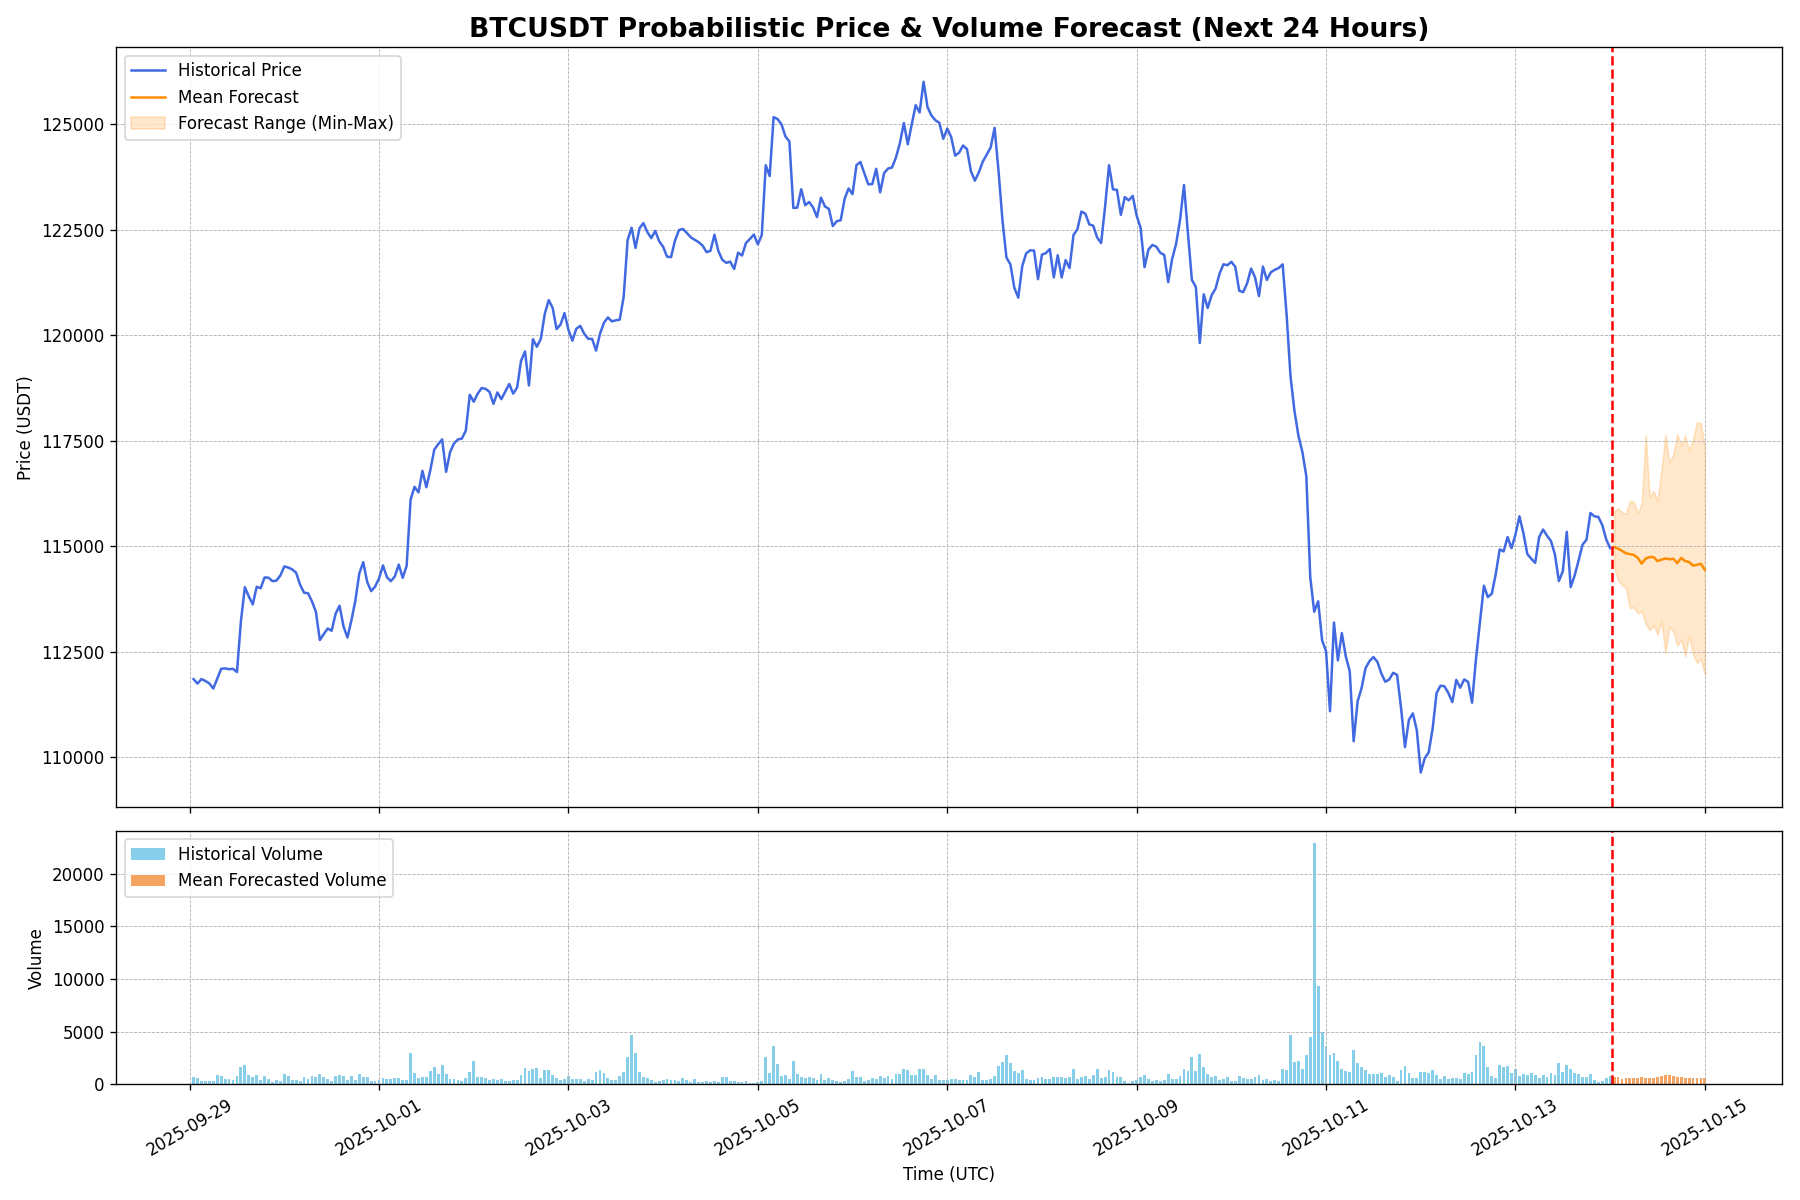 BTCUSDT Probabilistic Price & Volume Forecast (Next 24 Hours)
Historical Price
Mean Forecast
Forecast Range (Min-Max)
125000
122500
120000
117500
115000
112500
110000
Price (USDT)
Historical Volume
Mean Forecasted Volume
20000
15000
10000
5000
0
Volume
2025-09-29
2025-10-01
2025-10-03
2025-10-05
2025-10-07
2025-10-09
2025-10-11
2025-10-13
2025-10-15
Time (UTC)